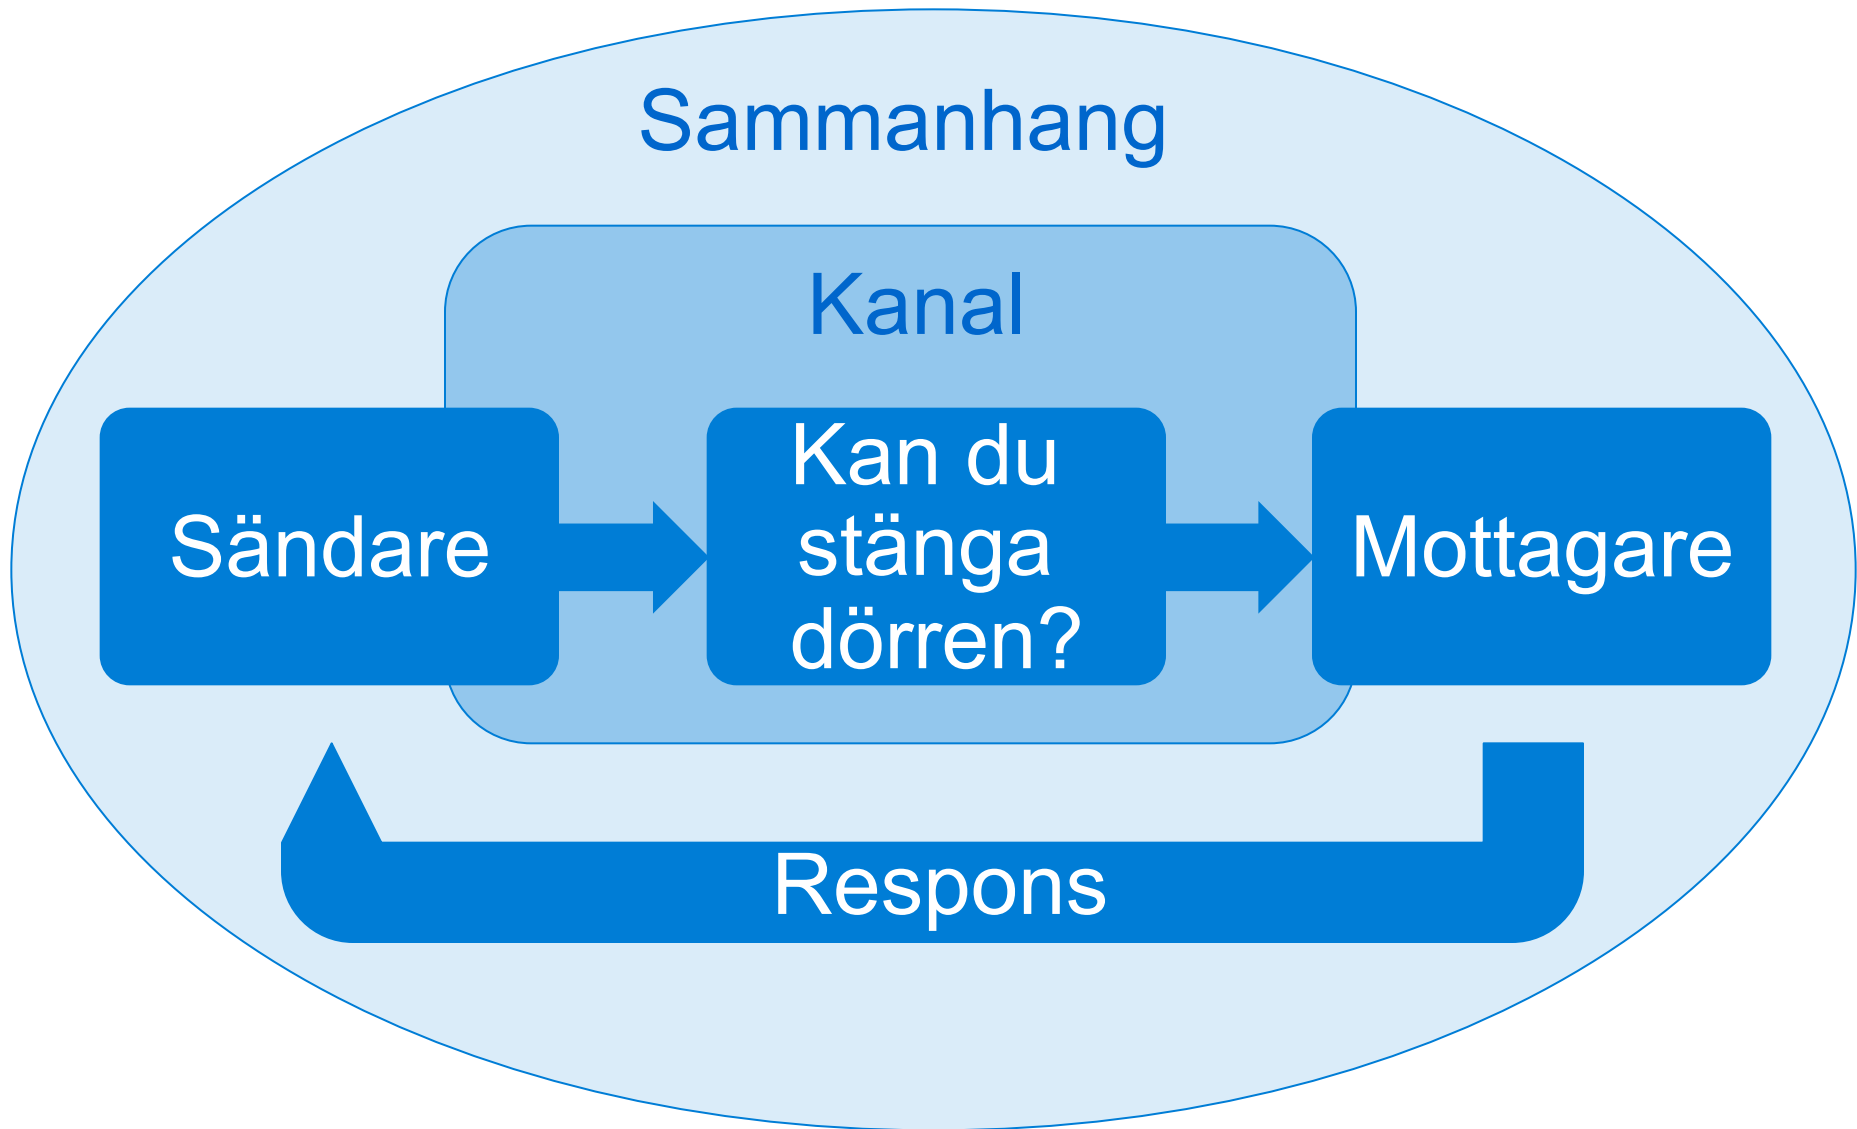 Sammanhang
Kanal
Sändare
Kan du
stänga
dörren?
Mottagare
Respons